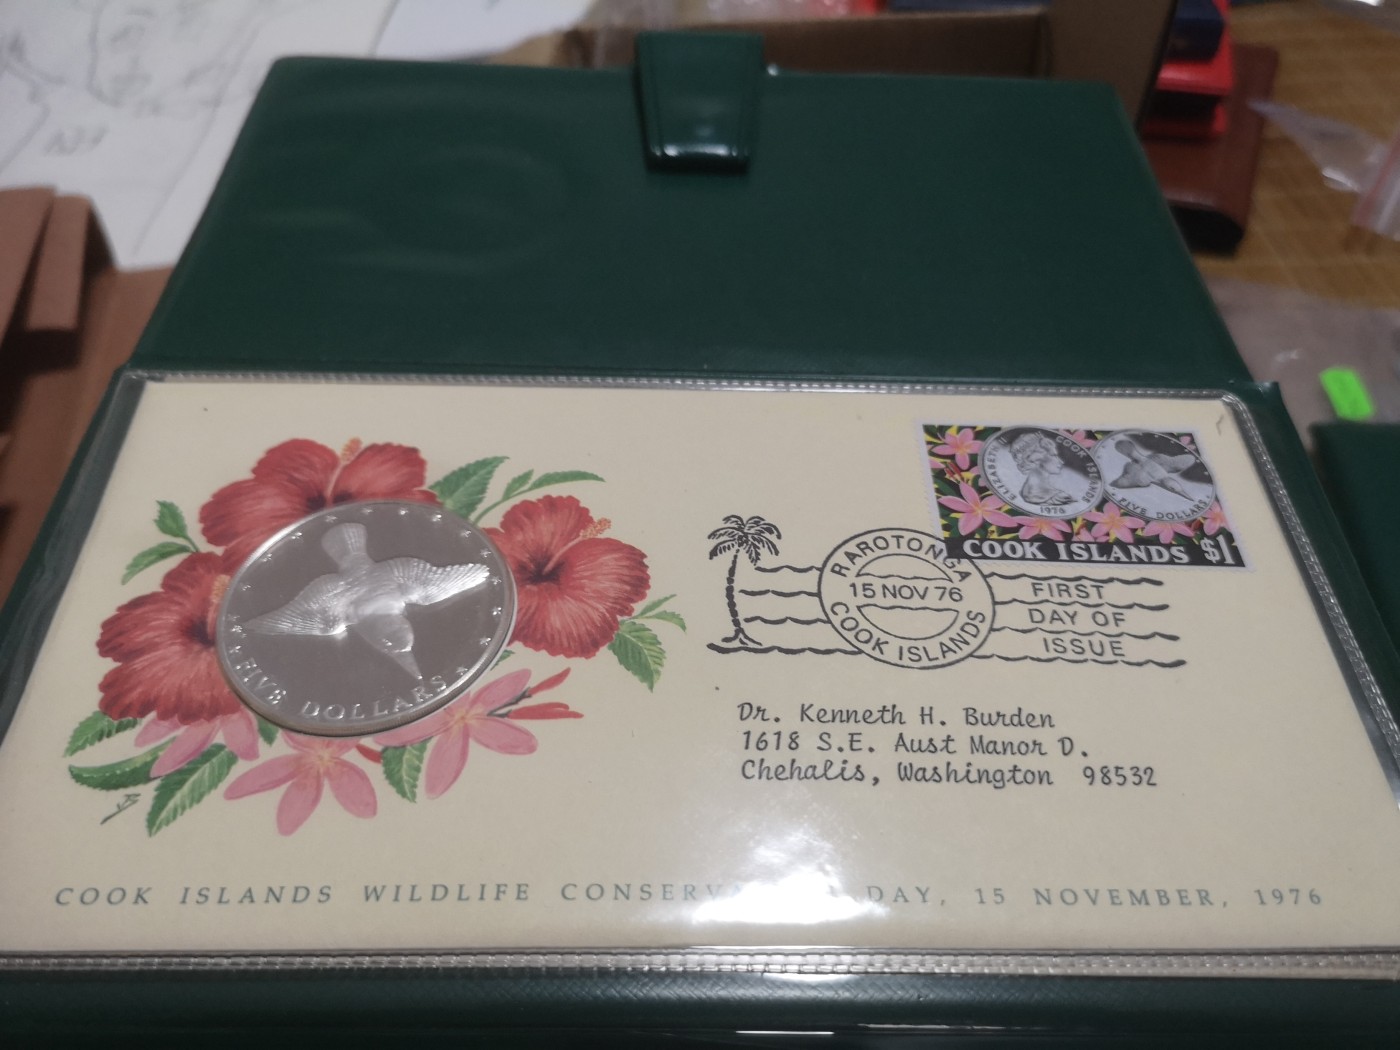 ELIZABETH II
COOK ISLANDS
1976
FIVE DOLLARS
COOK ISLANDS $1
RAROTONGA
15 NOV 76
COOK ISLANDS
FIRST
DAY OF
ISSUE
FIVE DOLLARS
Dr. Kenneth H. Burden
1618 S.E. Aust Manor D.
Chehalis, Washington 98532
JB
COOK ISLANDS WILDLIFE CONSERVA DAY, 15 NOVEMBER, 1976